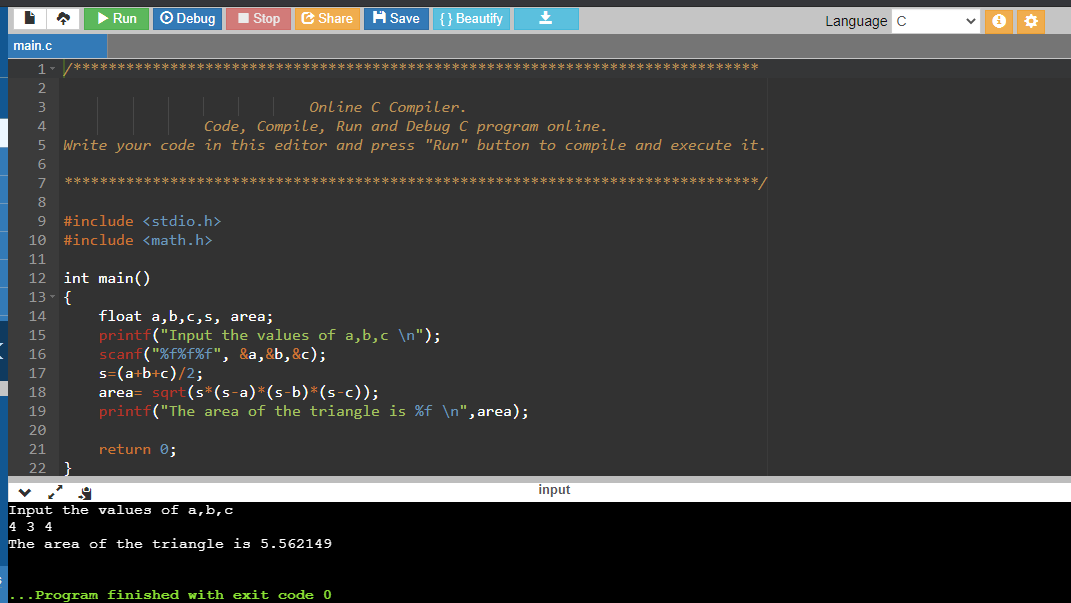 Run Debug Stop Share Save { } Beautify Language C
main.c
1 /******************************************************************************
2
3 Online C Compiler.
4 Code, Compile, Run and Debug C program online.
5 Write your code in this editor and press "Run" button to compile and execute it.
6
7 *******************************************************************************/
8
9 #include <stdio.h>
10 #include <math.h>
11
12 int main()
13 {
14 float a,b,c,s, area;
15 printf("Input the values of a,b,c \n");
16 scanf("%f%f%f", &a,&b,&c);
17 s=(a+b+c)/2;
18 area= sqrt(s*(s-a)*(s-b)*(s-c));
19 printf("The area of the triangle is %f \n",area);
20
21 return 0;
22 }
input
Input the values of a,b,c
4 3 4
The area of the triangle is 5.562149
...Program finished with exit code 0